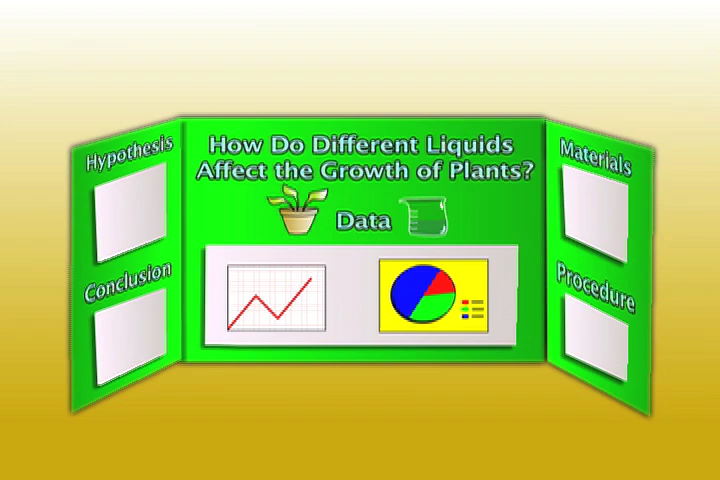 Hypothesis
Conclusion
How Do Different Liquids
Affect the Growth of Plants?
Data
Materials
Procedure